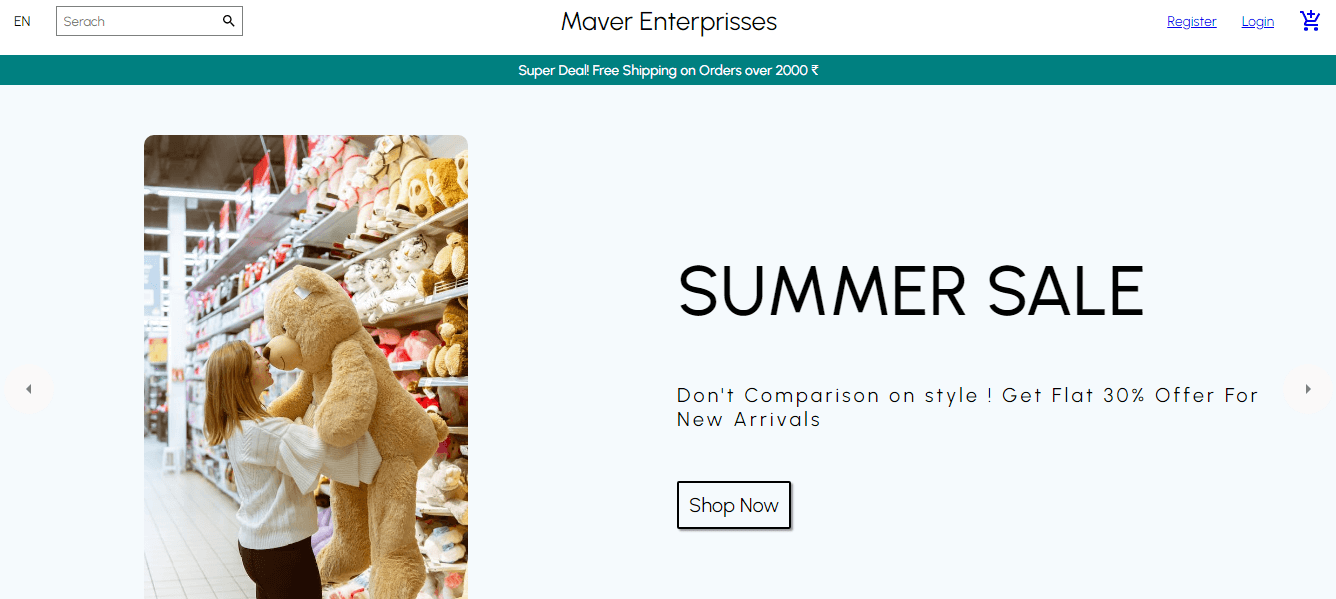 EN
Serach
Maver Enterprisses
Register
Login
Super Deal! Free Shipping on Orders over 2000 ₹
SUMMER SALE
Don't Comparison on style ! Get Flat 30% Offer For
New Arrivals
Shop Now